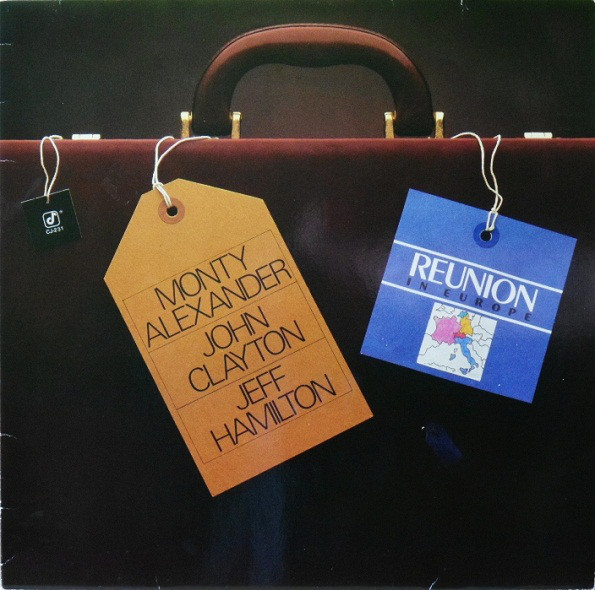 CJ-231
MONTY
ALEXANDER
JOHN
CLAYTON
JEFF
HAMILTON
REUNION
IN EUROPE